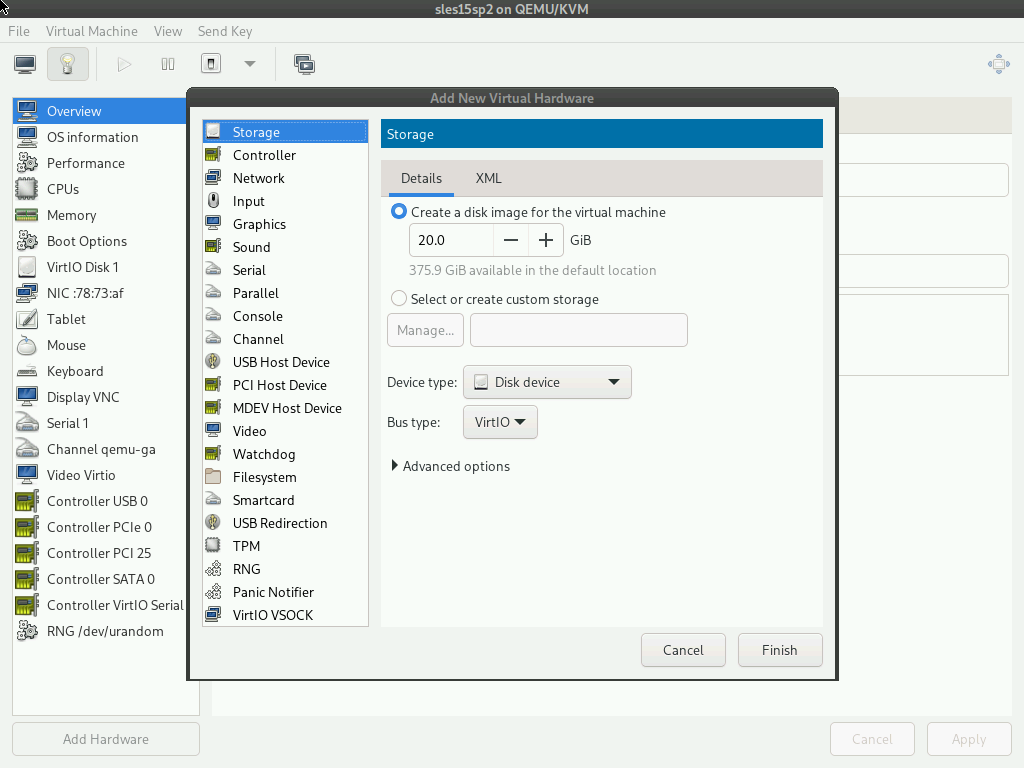 sles15sp2 on QEMU/KVM
File Virtual Machine View Send Key
Overview
OS information
Performance
CPUs
Memory
Boot Options
VirtIO Disk 1
NIC :78:73:af
Tablet
Mouse
Keyboard
Display VNC
Serial 1
Channel qemu-ga
Video Virtio
Controller USB 0
Controller PCIe 0
Controller PCI 25
Controller SATA 0
Controller VirtIO Serial
RNG /dev/urandom
Add Hardware
Add New Virtual Hardware
Storage
Controller
Network
Input
Graphics
Sound
Serial
Parallel
Console
Channel
USB Host Device
PCI Host Device
MDEV Host Device
Video
Watchdog
Filesystem
Smartcard
USB Redirection
TPM
RNG
Panic Notifier
VirtIO VSOCK
Storage
Details XML
Create a disk image for the virtual machine
20.0 GiB
375.9 GiB available in the default location
Select or create custom storage
Manage...
Device type: Disk device
Bus type: VirtIO
Advanced options
Cancel Finish
Cancel Apply